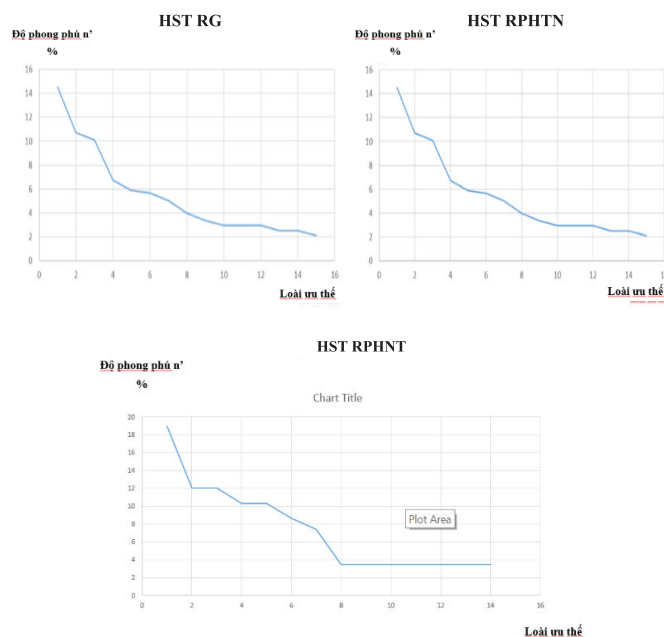 HST RG
Độ phong phú n’
%
16
14
12
10
8
6
4
2
0
0 2 4 6 8 10 12 14 16
Loài ưu thế
HST RPHTN
Độ phong phú n’
%
16
14
12
10
8
6
4
2
0
0 2 4 6 8 10 12 14 16
Loài ưu thế
HST RPHNT
Độ phong phú n’
%
Chart Title
20
18
16
14
12
10
8
6
4
2
0
Plot Area
0 2 4 6 8 10 12 14 16
Loài ưu thế